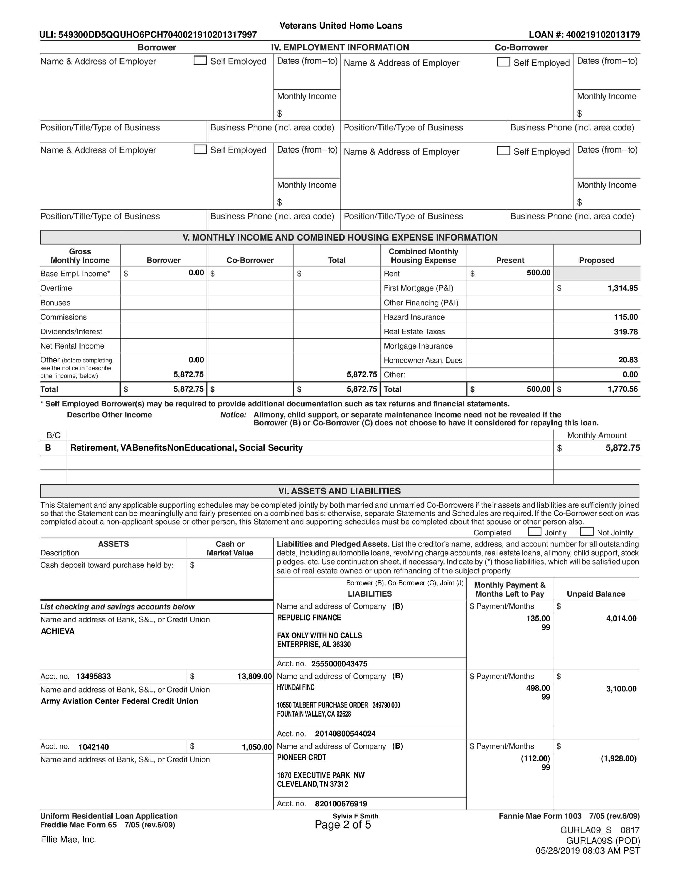 Veterans United Home Loans
ULI: 549300DD5QQUHO6PCH70400219102013​17997 LOAN #: 400219102013179
Borrower IV. EMPLOYMENT INFORMATION Co-Borrower
Name & Address of Employer Self Employed Dates (from–to) Name & Address of Employer Self Employed Dates (from–to)
Monthly Income Monthly Income
$ $
Position/Title/Type of Business Business Phone (incl. area code) Position/Title/Type of Business Business Phone (incl. area code)
Name & Address of Employer Self Employed Dates (from–to) Name & Address of Employer Self Employed Dates (from–to)
Monthly Income Monthly Income
$ $
Position/Title/Type of Business Business Phone (incl. area code) Position/Title/Type of Business Business Phone (incl. area code)
V. MONTHLY INCOME AND COMBINED HOUSING EXPENSE INFORMATION
Gross Monthly Income Borrower Co-Borrower Total Combined Monthly Housing Expense Present Proposed
Base Empl. Income* $ 0.00 $ $ Rent $ 500.00
Overtime First Mortgage (P&I) $ 1,314.95
Bonuses Other Financing (P&I)
Commissions Hazard Insurance 115.00
Dividends/Interest Real Estate Taxes 319.78
Net Rental Income Mortgage Insurance
Other (before completing, 0.00 Homeowner Assn. Dues 20.83
see the notice in "describe
other income, below) 5,872.75 5,872.75 Other: 0.00
Total $ 5,872.75 $ $ 5,872.75 Total $ 500.00 $ 1,770.56
* Self Employed Borrower(s) may be required to provide additional documentation such as tax returns and financial statements.
Describe Other Income Notice: Alimony, child support, or separate maintenance income need not be revealed if the
Borrower (B) or Co-Borrower (C) does not choose to have it considered for repaying this loan.
B/C Monthly Amount
B Retirement, VABenefitsNonEducational, Social Security $ 5,872.75
VI. ASSETS AND LIABILITIES
This Statement and any applicable supporting schedules may be completed jointly by both married and unmarried Co-Borrowers if their assets and liabilities are sufficiently joined
so that the Statement can be meaningfully and fairly presented on a combined basis; otherwise, separate Statements and Schedules are required. If the Co-Borrower section was
completed about a non-applicant spouse or other person, this Statement and supporting schedules must be completed about that spouse or other person also.
Completed Jointly Not Jointly
ASSETS Cash or Liabilities and Pledged Assets. List the creditor's name, address, and account number for all outstanding
Description Market Value debts, including automobile loans, revolving charge accounts, real estate loans, alimony, child support, stock
Cash deposit toward purchase held by: $ pledges, etc. Use continuation sheet, if necessary. Indicate by (*) those liabilities, which will be satisfied upon
sale of real estate owned or upon refinancing of the subject property.
Borrower (B), Co-Borrower (C), Joint (J) Monthly Payment &
LIABILITIES Months Left to Pay Unpaid Balance
List checking and savings accounts below Name and address of Company (B) $ Payment/Months $
Name and address of Bank, S&L, or Credit Union REPUBLIC FINANCE 135.00 4,014.00
ACHIEVA 99
FAX ONLY WITH NO CALLS
ENTERPRISE, AL 36330
Acct. no. 2555000043475
Acc. no. 13495833 $ 13,809.00 Name and address of Company (B) $ Payment/Months $
Name and address of Bank, S&L, or Credit Union HYUNDAI FINC 498.00 3,100.00
Army Aviation Center Federal Credit Union 99
10550 TALBERT PURCHASE ORDER 249790 000
FOUNTAIN VALLEY, CA 92628
Acct. no. 20140800544024
Acc. no. 1042140 $ 1,050.00 Name and address of Company (B) $ Payment/Months $
Name and address of Bank, S&L, or Credit Union PIONEER CRDT (112.00) (1,928.00)
99
1870 EXECUTIVE PARK NW
CLEVELAND, TN 37312
Acct. no. 820100676919
Uniform Residential Loan Application Sylvia F Smith Fannie Mae Form 1003 7/05 (rev.6/09)
Freddie Mac Form 65 7/05 (rev.6/09) Page 2 of 5
GURLA09_S 0817
Ellie Mae, Inc. GURLA09S (POD)
05/28/2019 08:03 AM PST